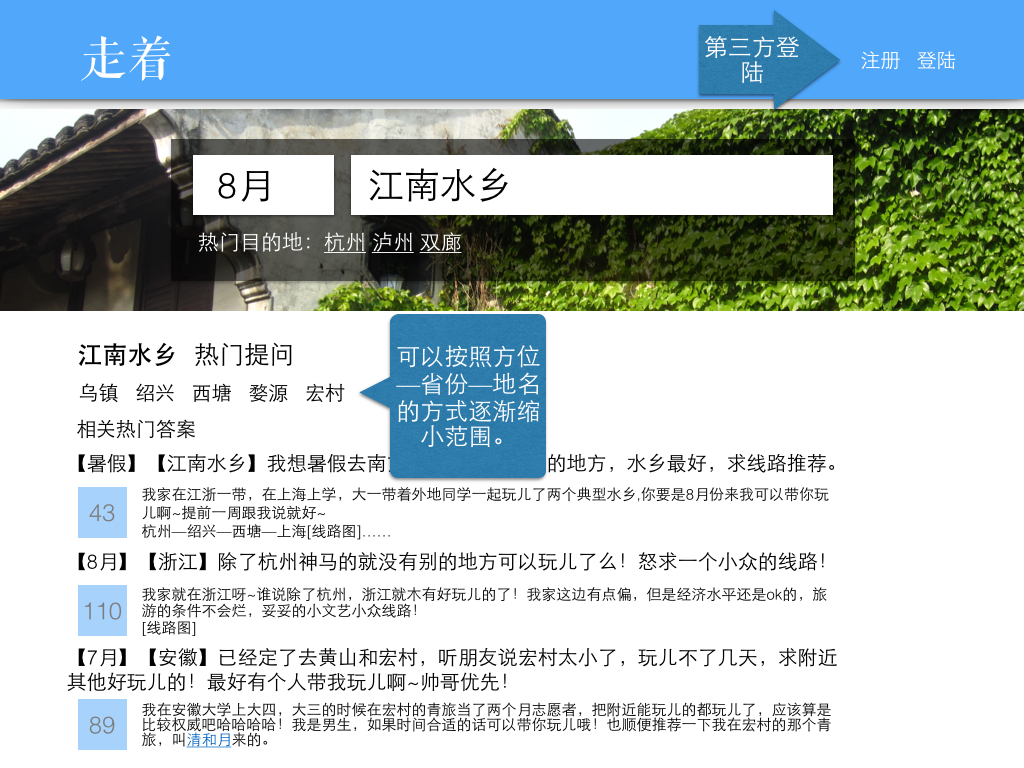 走着
第三方登
陆
注册 登陆
8月 江南水乡
热门目的地：杭州 泸州 双廊
江南水乡 热门提问
乌镇 绍兴 西塘 婺源 宏村
可以按照方位
—省份—地名
的方式逐渐缩
小范围。
相关热门答案
【暑假】【江南水乡】我想暑假去南 的地方，水乡最好，求线路推荐。
43
我家在江浙一带，在上海上学，大一带着外地同学一起玩儿了两个典型水乡,你要是8月份来我可以带你玩
儿啊~提前一周跟我说就好~
杭州—绍兴—西塘—上海[线路图]……
【8月】【浙江】除了杭州神马的就没有别的地方可以玩儿了么！怒求一个小众的线路！
110
我家就在浙江呀~谁说除了杭州，浙江就木有好玩儿的了！我家这边有点偏，但是经济水平还是ok的，旅
游的条件不会烂，妥妥的小文艺小众线路！
[线路图]
【7月】【安徽】已经定了去黄山和宏村，听朋友说宏村太小了，玩儿不了几天，求附近
其他好玩儿的！最好有个人带我玩儿啊~帅哥优先！
89
我在安徽大学上大四，大三的时候在宏村的青旅当了两个月志愿者，把附近能玩儿的都玩儿了，应该算是
比较权威吧哈哈哈哈！我是男生，如果时间合适的话可以带你玩儿哦！也顺便推荐一下我在宏村的那个青
旅，叫清和月来的。